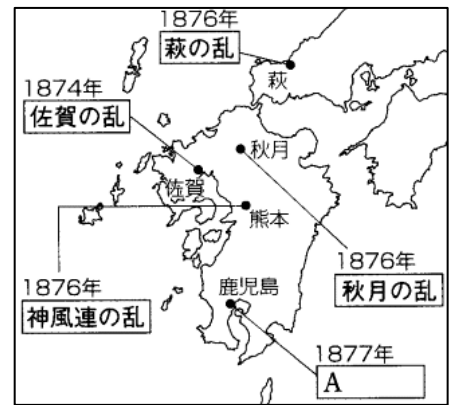 1876年
萩の乱
萩
1874年
佐賀の乱
秋月
佐賀
熊本
1876年
神風連の乱
鹿児島
1876年
秋月の乱
1877年
A